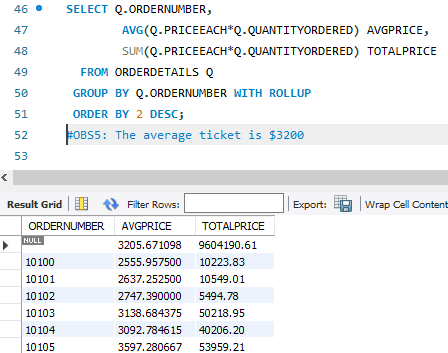 46 SELECT Q.ORDERNUMBER,
47 AVG(Q.PRICEEACH*Q.QUANTITYORDERED) AVGPRICE,
48 SUM(Q.PRICEEACH*Q.QUANTITYORDERED) TOTALPRICE
49 FROM ORDERDETAILS Q
50 GROUP BY Q.ORDERNUMBER WITH ROLLUP
51 ORDER BY 2 DESC;
52 #OBS5: The average ticket is $3200
53
Result Grid Filter Rows: Export: Wrap Cell Content
ORDERNUMBER AVGPRICE TOTALPRICE
NULL 3205.671098 9604190.61
10100 2555.957500 10223.83
10101 2637.252500 10549.01
10102 2747.390000 5494.78
10103 3138.684375 50218.95
10104 3092.784615 40206.20
10105 3597.280667 53959.21